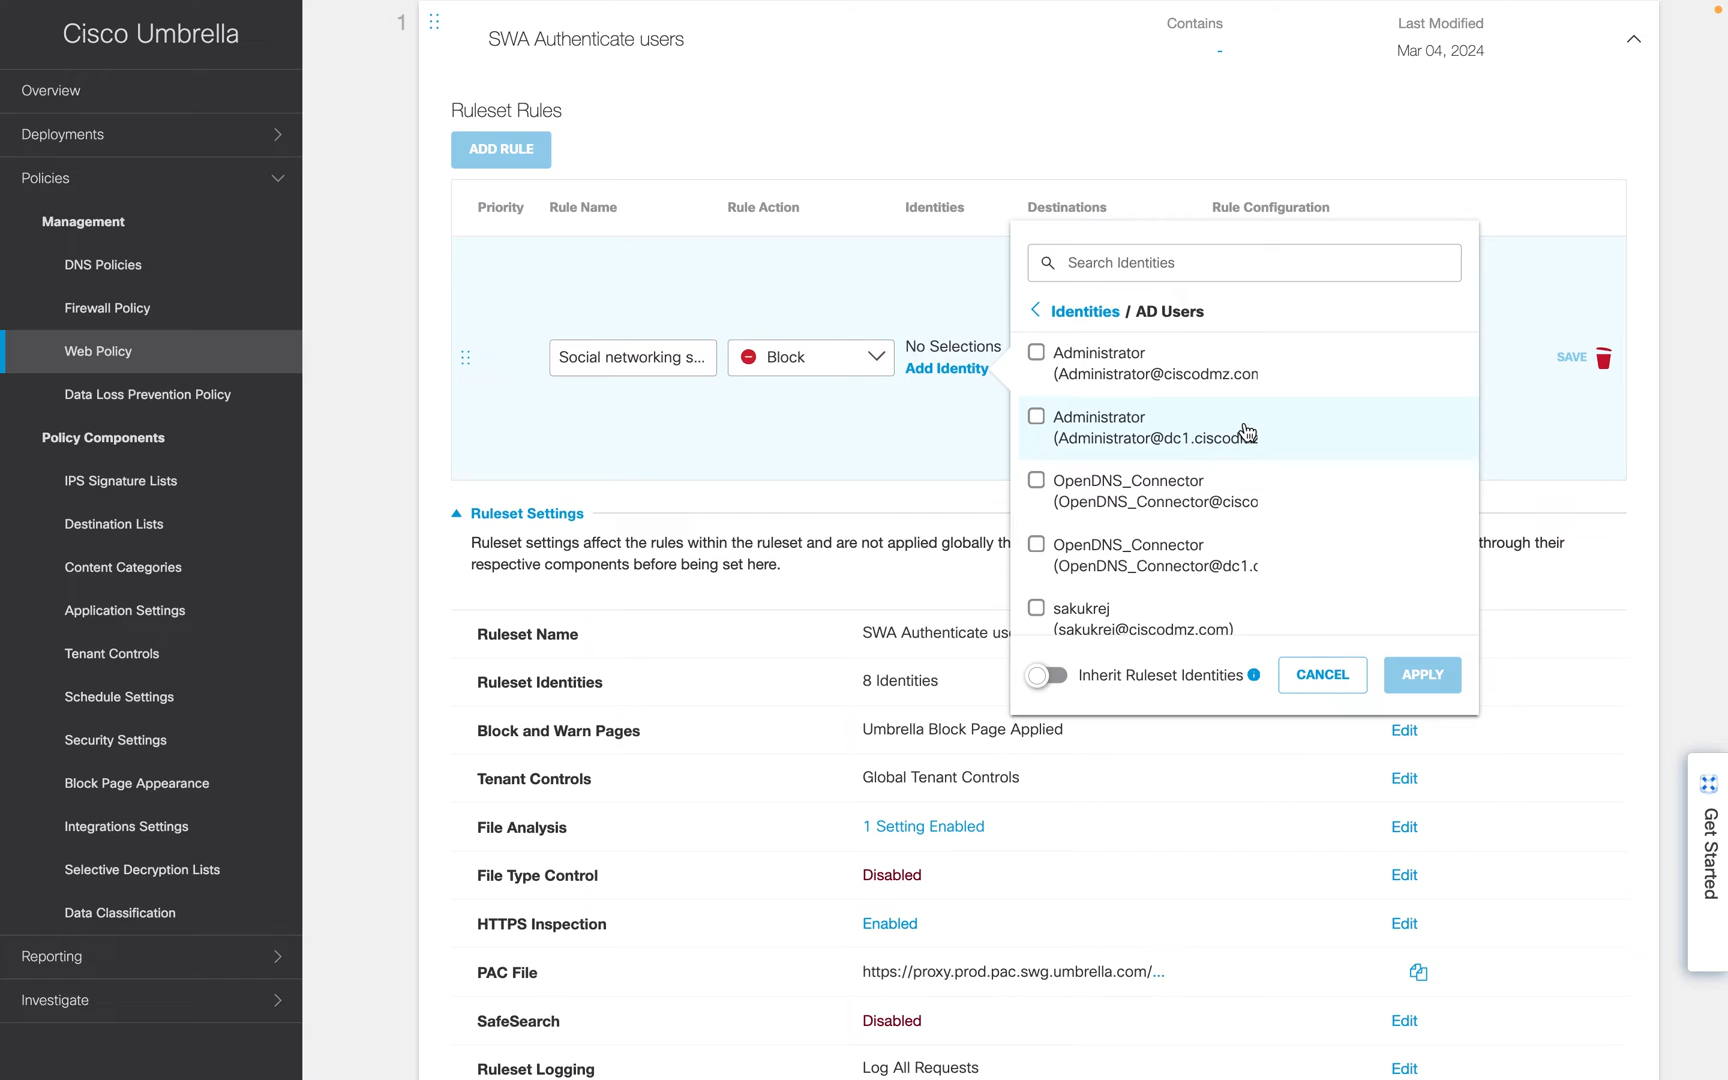 Cisco Umbrella
Overview
Deployments
Policies
Management
DNS Policies
Firewall Policy
Web Policy
Data Loss Prevention Policy
Policy Components
IPS Signature Lists
Destination Lists
Content Categories
Application Settings
Tenant Controls
Schedule Settings
Security Settings
Block Page Appearance
Integrations Settings
Selective Decryption Lists
Data Classification
Reporting
Investigate
1
SWA Authenticate users
Contains
-
Last Modified
Mar 04, 2024
Ruleset Rules
ADD RULE
Priority Rule Name Rule Action Identities Destinations Rule Configuration
Social networking s...
Block
No Selections
Add Identity
SAVE
Search Identities
Identities / AD Users
Administrator
(Administrator@ciscodmz.con
Administrator
(Administrator@dc1.ciscod
OpenDNS_Connector
(OpenDNS_Connector@cisco
OpenDNS_Connector
(OpenDNS_Connector@dc1.c
sakukrej
(sakukrej@ciscodmz.com)
Inherit Ruleset Identities
CANCEL
APPLY
Ruleset Settings
Ruleset settings affect the rules within the ruleset and are not applied globally th through their
respective components before being set here.
Ruleset Name SWA Authenticate us
Ruleset Identities 8 Identities
Block and Warn Pages Umbrella Block Page Applied Edit
Tenant Controls Global Tenant Controls Edit
File Analysis 1 Setting Enabled Edit
File Type Control Disabled Edit
HTTPS Inspection Enabled Edit
PAC File https://proxy.prod.pac.swg.umbrella.com/...
SafeSearch Disabled Edit
Ruleset Logging Log All Requests Edit
Get Started